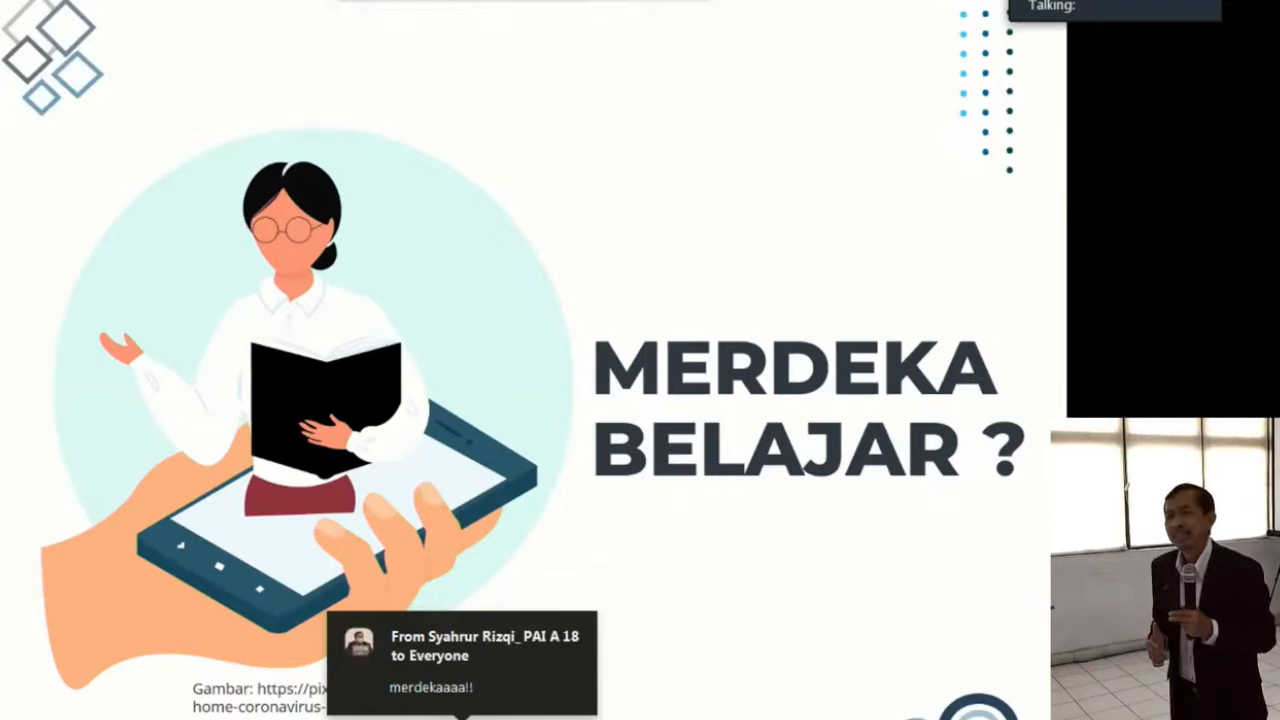 Talking:
MERDEKA
BELAJAR ?
From Syahrur Rizqi_PAI A 18
to Everyone
merdekaaaa!!
Gambar: https://pix
home-coronavirus-